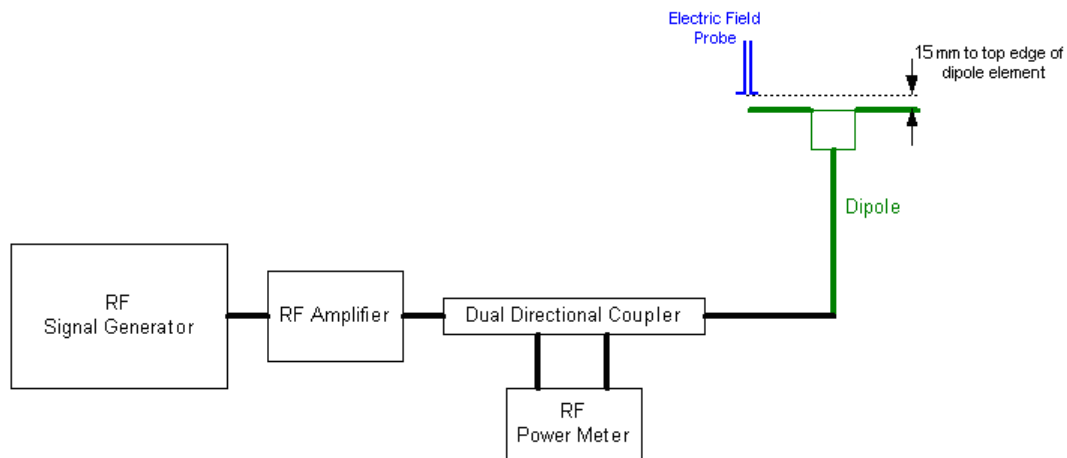 Electric Field
Probe
15 mm to top edge of
dipole element
Dipole
RF
Signal Generator
RF Amplifier
Dual Directional Coupler
RF
Power Meter